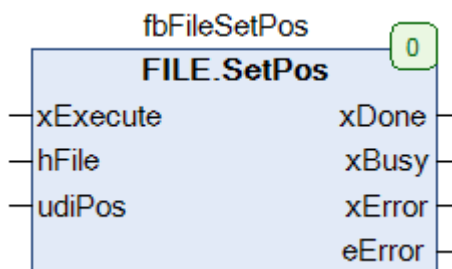 fbFileSetPos
0
FILE.SetPos
xExecute xDone
hFile xBusy
udiPos xError
eError